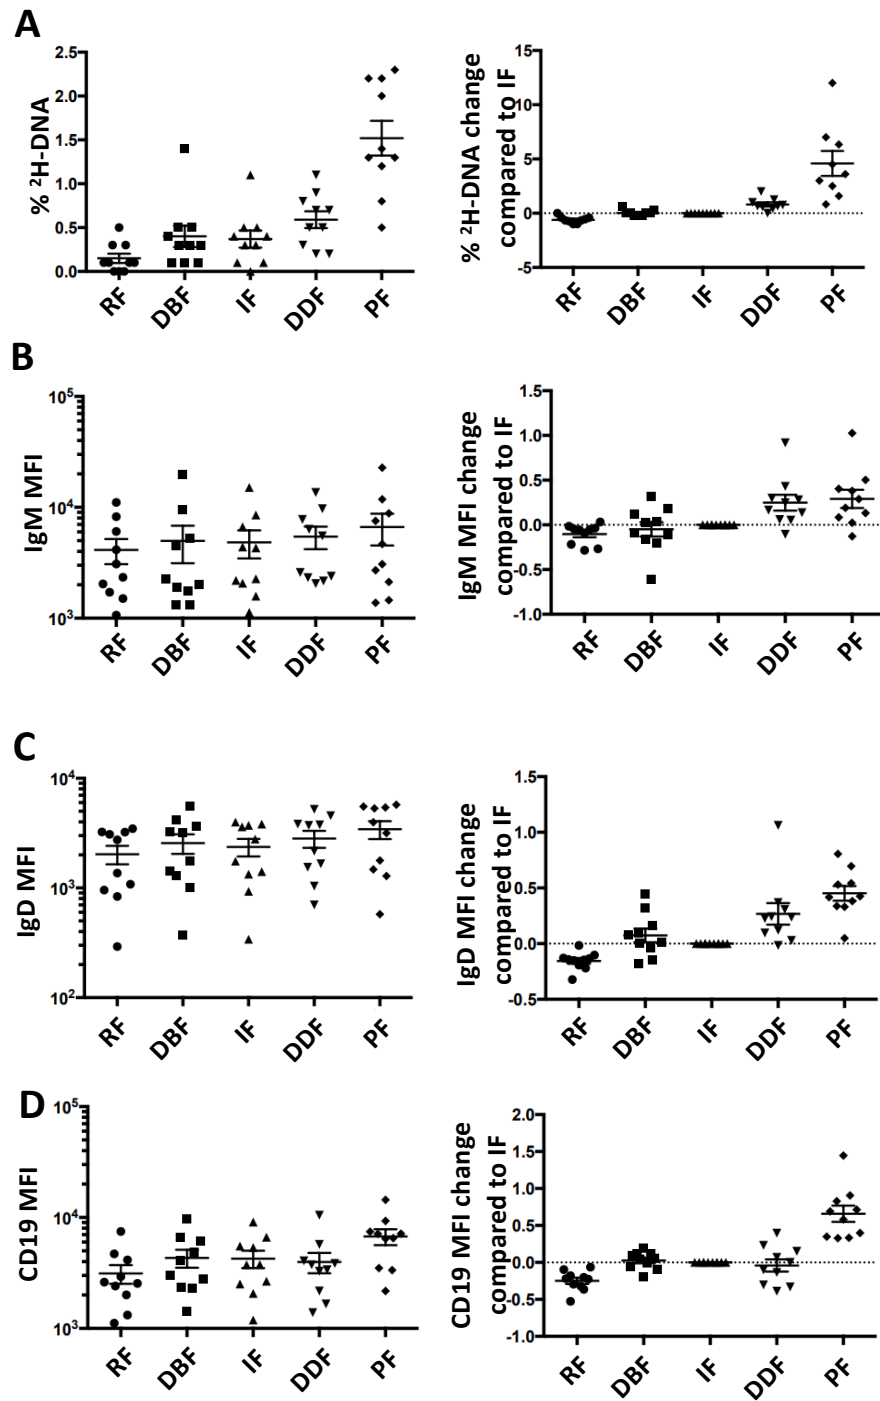 A
% ²H-DNA
2.5
2.0
1.5
1.0
0.5
0.0
RF DBF IF DDF PF
% ²H-DNA change
compared to IF
15
10
5
0
-5
RF DBF IF DDF PF
B
IgM MFI
10⁵
10⁴
10³
RF DBF IF DDF PF
IgM MFI change
compared to IF
1.5
1.0
0.5
0.0
-0.5
-1.0
RF DBF IF DDF PF
C
IgD MFI
10⁴
10³
10²
RF DBF IF DDF PF
IgD MFI change
compared to IF
1.5
1.0
0.5
0.0
-0.5
RF DBF IF DDF PF
D
CD19 MFI
10⁵
10⁴
10³
RF DBF IF DDF PF
CD19 MFI change
compared to IF
2.0
1.5
1.0
0.5
0.0
-0.5
-1.0
RF DBF IF DDF PF